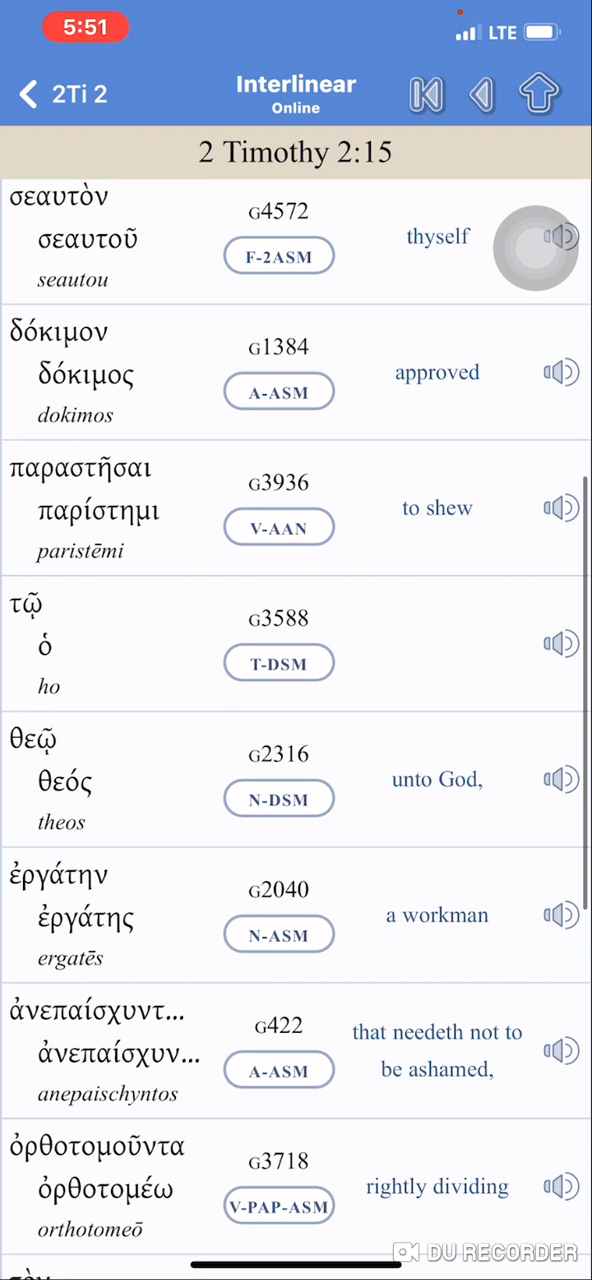 5:51 LTE
2Ti 2 Interlinear
Online
2 Timothy 2:15
σεαυτὸν G4572
σεαυτοῦ F-2ASM thyself
seautou
δόκιμον G1384
δόκιμος A-ASM approved
dokimos
παραστῆσαι G3936
παρίστημι V-AAN to shew
paristēmi
τῷ G3588
ὁ T-DSM
ho
θεῷ G2316
θεός N-DSM unto God,
theos
ἐργάτην G2040
ἐργάτης N-ASM a workman
ergatēs
ἀνεπαίσχυντ... G422 that needeth not to
ἀνεπαίσχυν... A-ASM be ashamed,
anepaischyntos
ὀρθοτομοῦντα G3718
ὀρθοτομέω V-PAP-ASM rightly dividing
orthotomeō
DU RECORDER